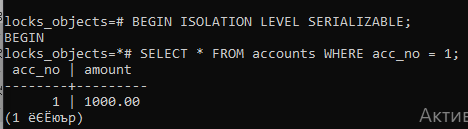 locks_objects=# BEGIN ISOLATION LEVEL SERIALIZABLE;
BEGIN
locks_objects=*# SELECT * FROM accounts WHERE acc_no = 1;
 acc_no | amount
--------+---------
      1 | 1000.00
(1 ёЄЁюър)
Актив